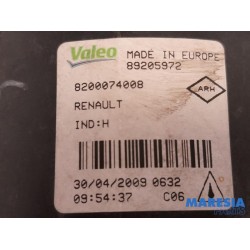 Valeo
MADE IN EUROPE
89205972
8200074008
ARH
RENAULT
IND:H
30/04/2009 0632
09:54:37 C06
MARESIA